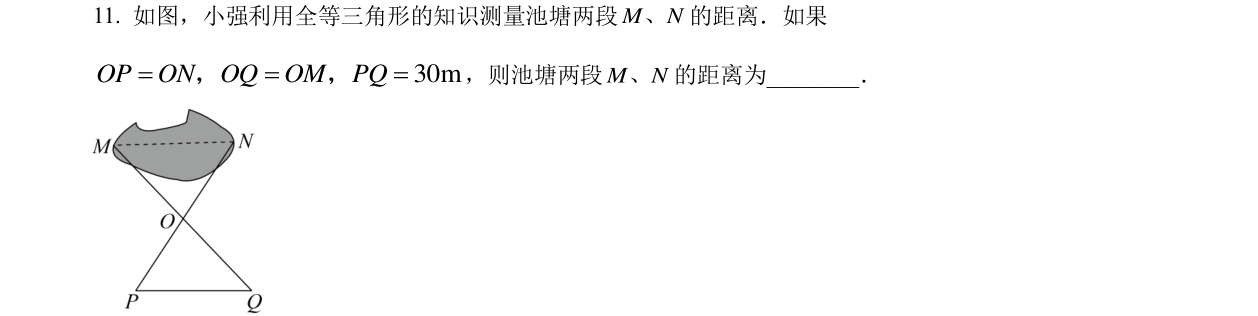 11. 如图，小强利用全等三角形的知识测量池塘两段 M、N 的距离．如果
OP = ON，OQ = OM，PQ = 30m，则池塘两段 M、N 的距离为________．
M
N
O
P
Q